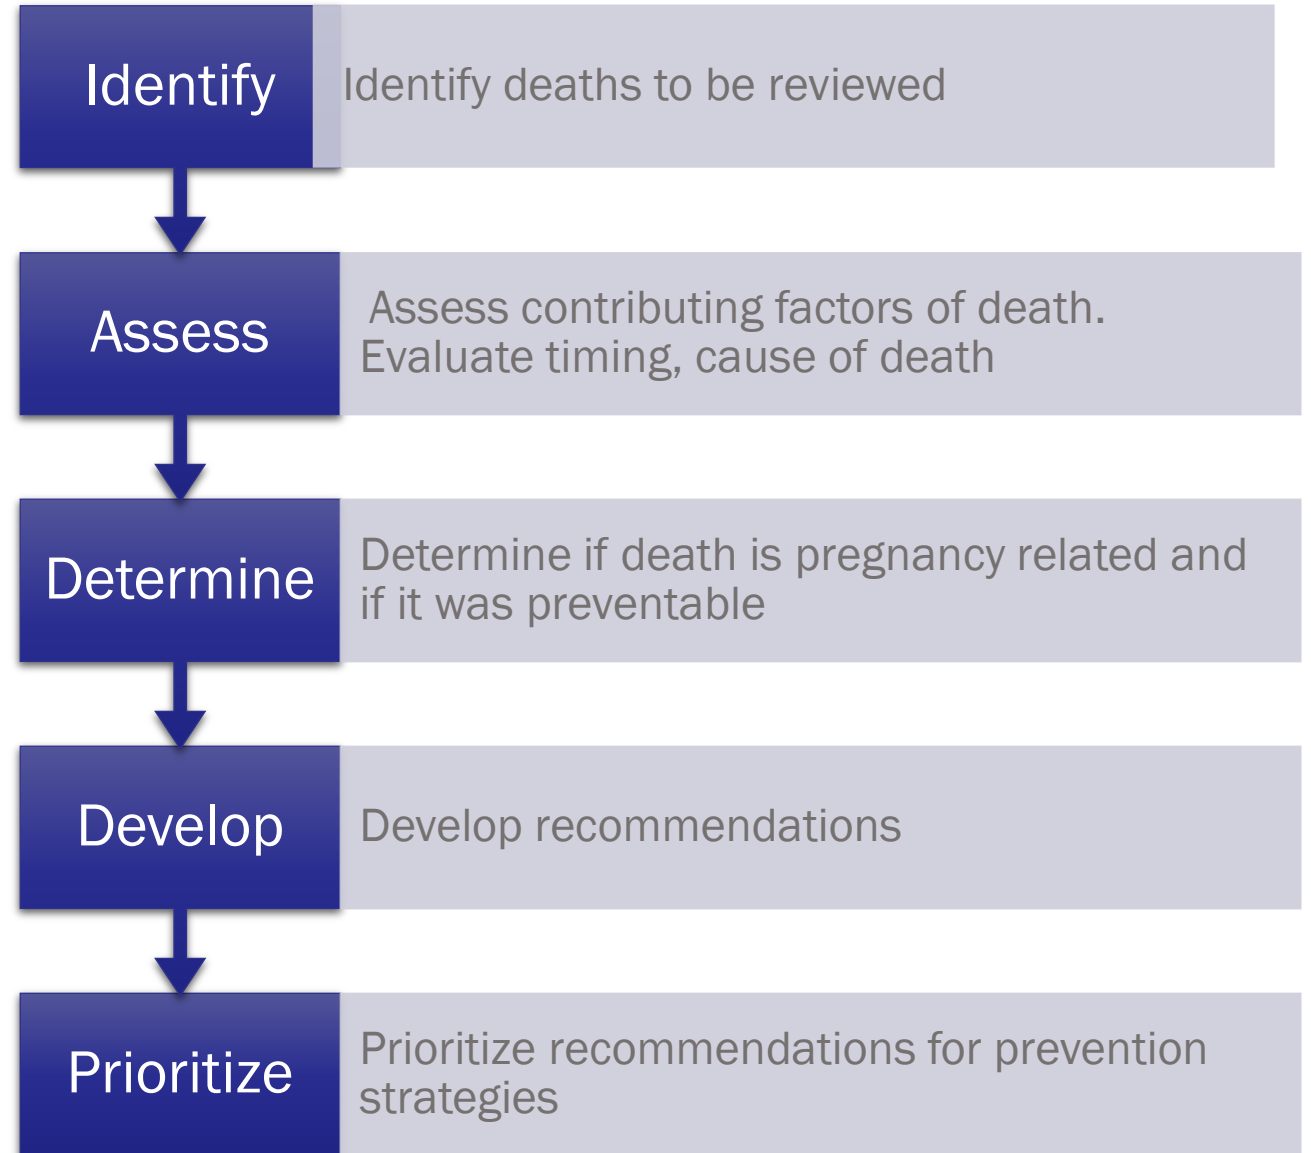 Identify
Identify deaths to be reviewed
Assess
Assess contributing factors of death.
Evaluate timing, cause of death
Determine
Determine if death is pregnancy related and
if it was preventable
Develop
Develop recommendations
Prioritize
Prioritize recommendations for prevention
strategies